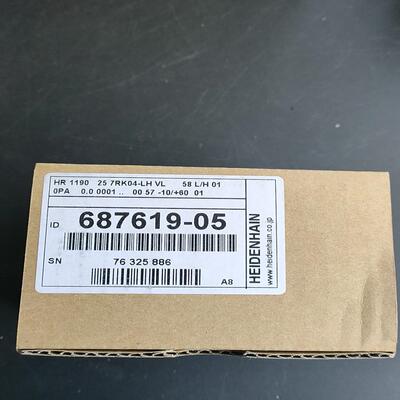 HR 1190 25 7RK04-LH VL 58 L/H 01
0PA 0.0 0001 .. 00 57 -10/+60 01
ID 687619-05
SN 76 325 886
A8
HEIDENHAIN
www.heidenhain.co.jp